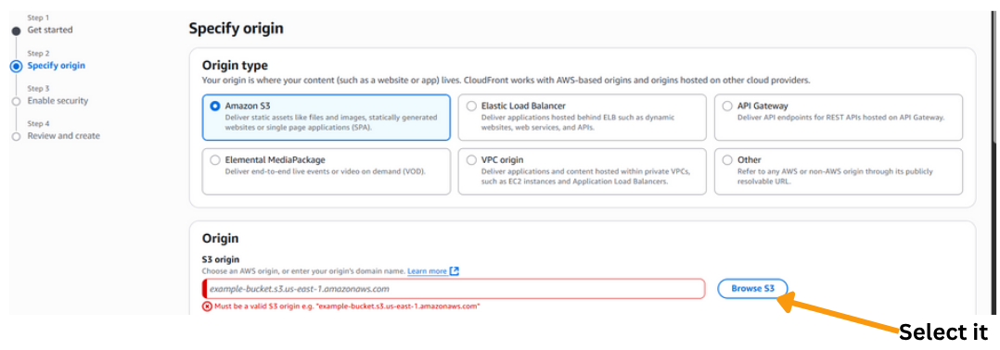 Step 1
Get started
Step 2
Specify origin
Step 3
Enable security
Step 4
Review and create
Specify origin
Origin type
Your origin is where your content (such as a website or app) lives. CloudFront works with AWS-based origins and origins hosted on other cloud providers.
Amazon S3
Deliver static assets like files and images, statically generated
websites or single page applications (SPA).
Elastic Load Balancer
Deliver applications hosted behind ELB such as dynamic
websites, web services, and APIs.
API Gateway
Deliver API endpoints for REST APIs hosted on API Gateway.
Elemental MediaPackage
Deliver end-to-end live events or video on demand (VOD).
VPC origin
Deliver applications and content hosted within private VPCs,
such as EC2 instances and Application Load Balancers.
Other
Refer to any AWS or non-AWS origin through its publicly
resolvable URL.
Origin
S3 origin
Choose an AWS origin, or enter your origin's domain name. Learn more
example-bucket.s3.us-east-1.amazonaws.com
Browse S3
Must be a valid S3 origin e.g. "example-bucket.s3.us-east-1.amazonaws.com"
Select it